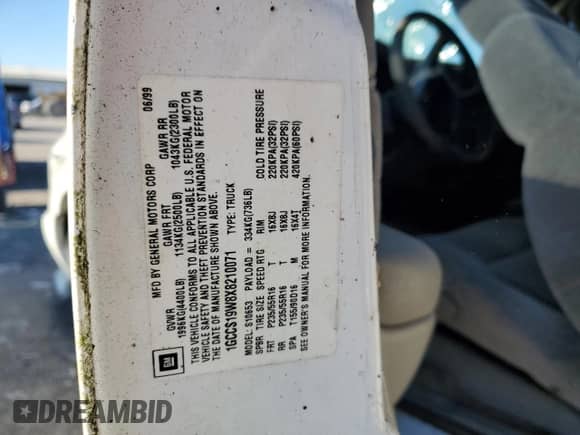 GM
MFD BY GENERAL MOTORS CORP 06/99
GVWR GAWR FRT GAWR RR
1996KG(4400LB) 1134KG(2500LB) 1043KG(2300LB)
THIS VEHICLE CONFORMS TO ALL APPLICABLE U.S. FEDERAL MOTOR
VEHICLE SAFETY AND THEFT PREVENTION STANDARDS IN EFFECT ON
THE DATE OF MANUFACTURE SHOWN ABOVE.
1GCCS19W8X8210071 TYPE: TRUCK
MODEL: S10653 PAYLOAD = 334KG(736LB)
SPBR TIRE SIZE SPEED RTG RIM COLD TIRE PRESSURE
FRT P235/55R16 T 16X8J 220KPA(32PSI)
RR P235/55R16 T 16X8J 220KPA(32PSI)
SPA T155/90D16 M 16X4T 420KPA(60PSI)
SEE OWNER'S MANUAL FOR MORE INFORMATION.
DREAMBID